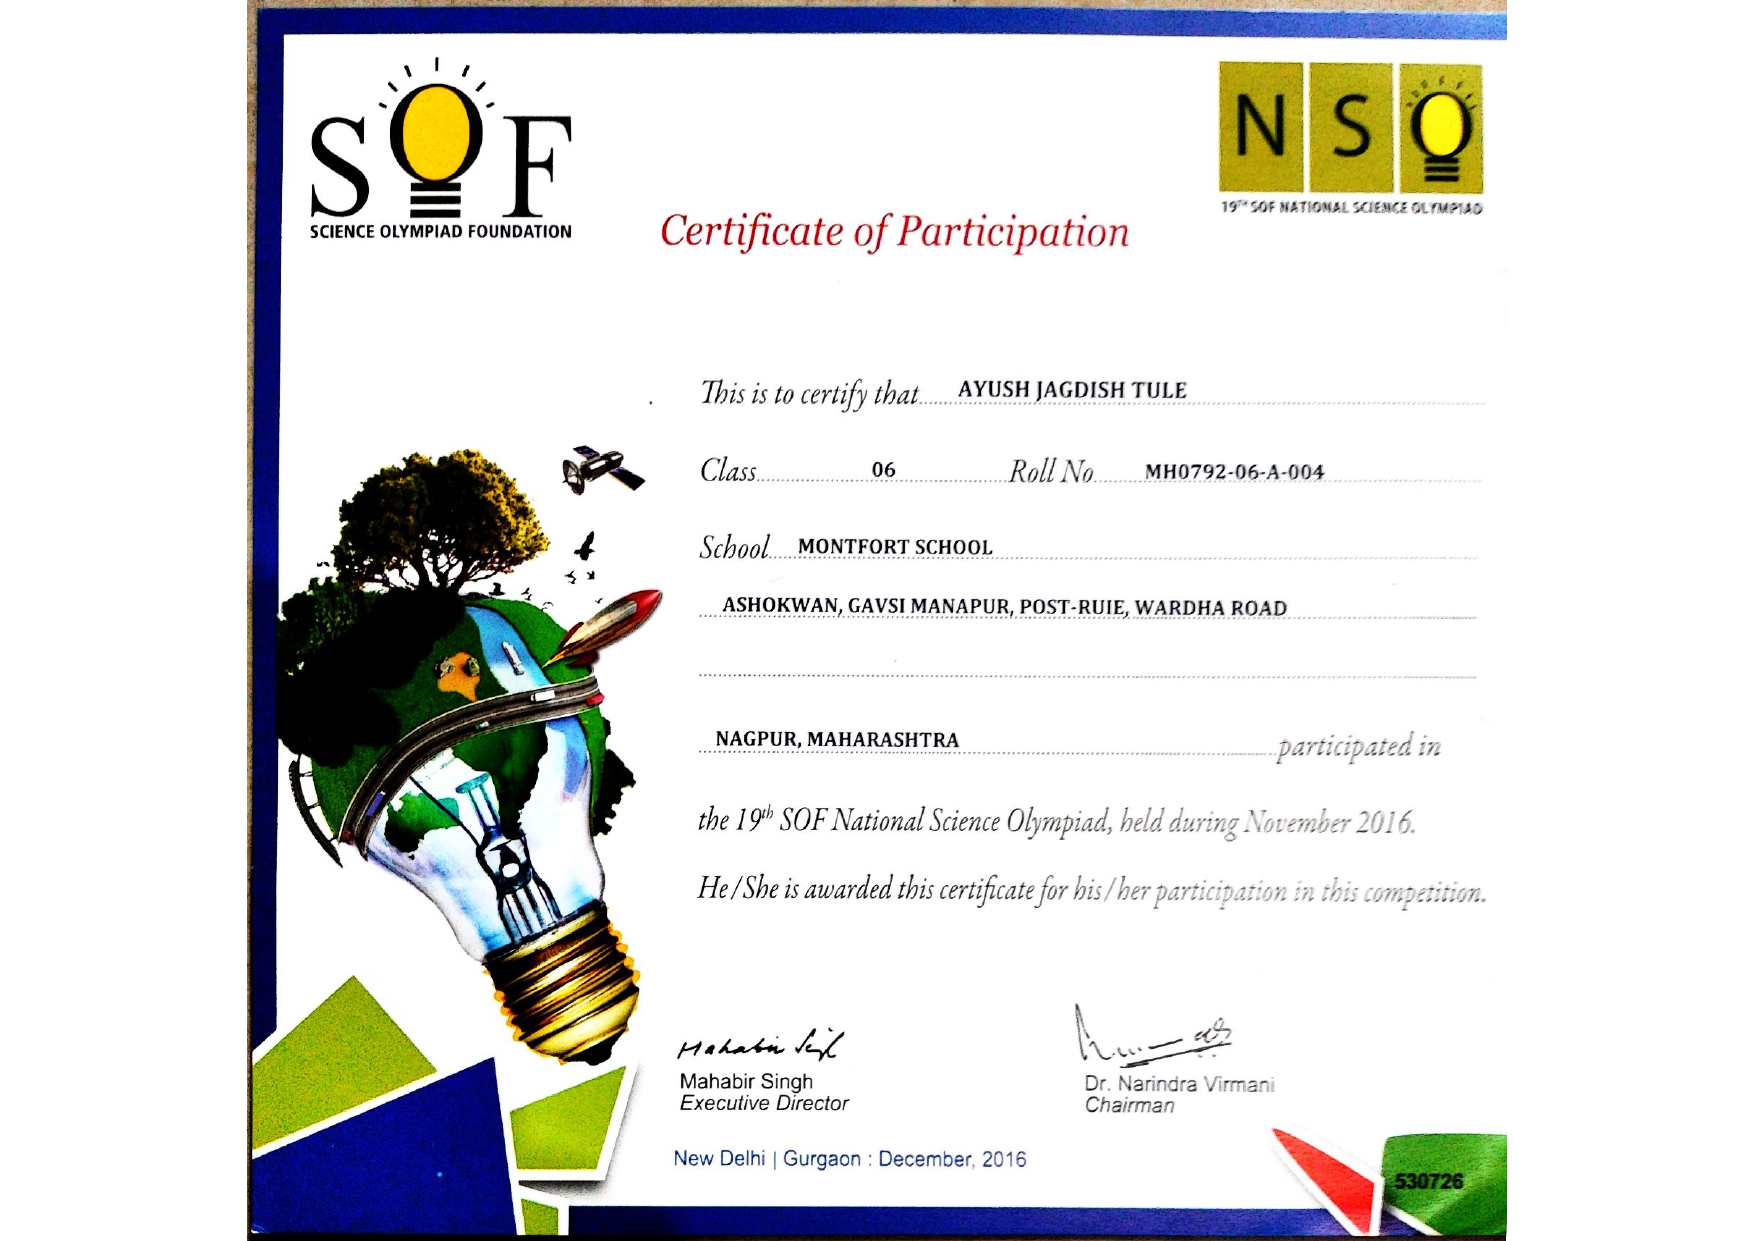 SOF
SCIENCE OLYMPIAD FOUNDATION
NSO
19TH SOF NATIONAL SCIENCE OLYMPIAD
Certificate of Participation
This is to certify that AYUSH JAGDISH TULE
Class 06 Roll No MH0792-06-A-004
School MONTFORT SCHOOL
ASHOKWAN, GAVSI MANAPUR, POST-RUIE, WARDHA ROAD
NAGPUR, MAHARASHTRA participated in
the 19th SOF National Science Olympiad, held during November 2016.
He/She is awarded this certificate for his/her participation in this competition.
Mahabir Singh
Mahabir Singh
Executive Director
Dr. Narindra Virmani
Chairman
New Delhi | Gurgaon : December, 2016
530726